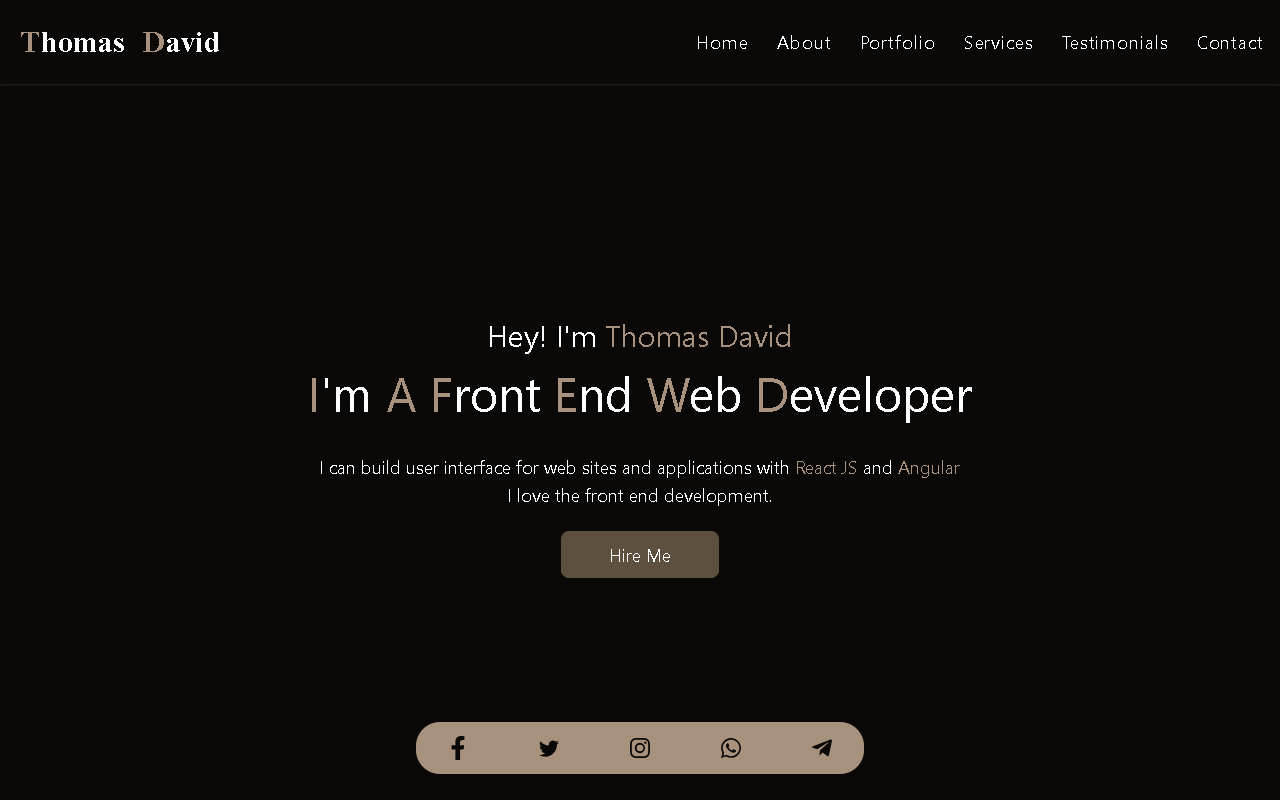 Thomas David
Home About Portfolio Services Testimonials Contact
Hey! I'm Thomas David
I'm A Front End Web Developer
I can build user interface for web sites and applications with React JS and Angular
I love the front end development.
Hire Me